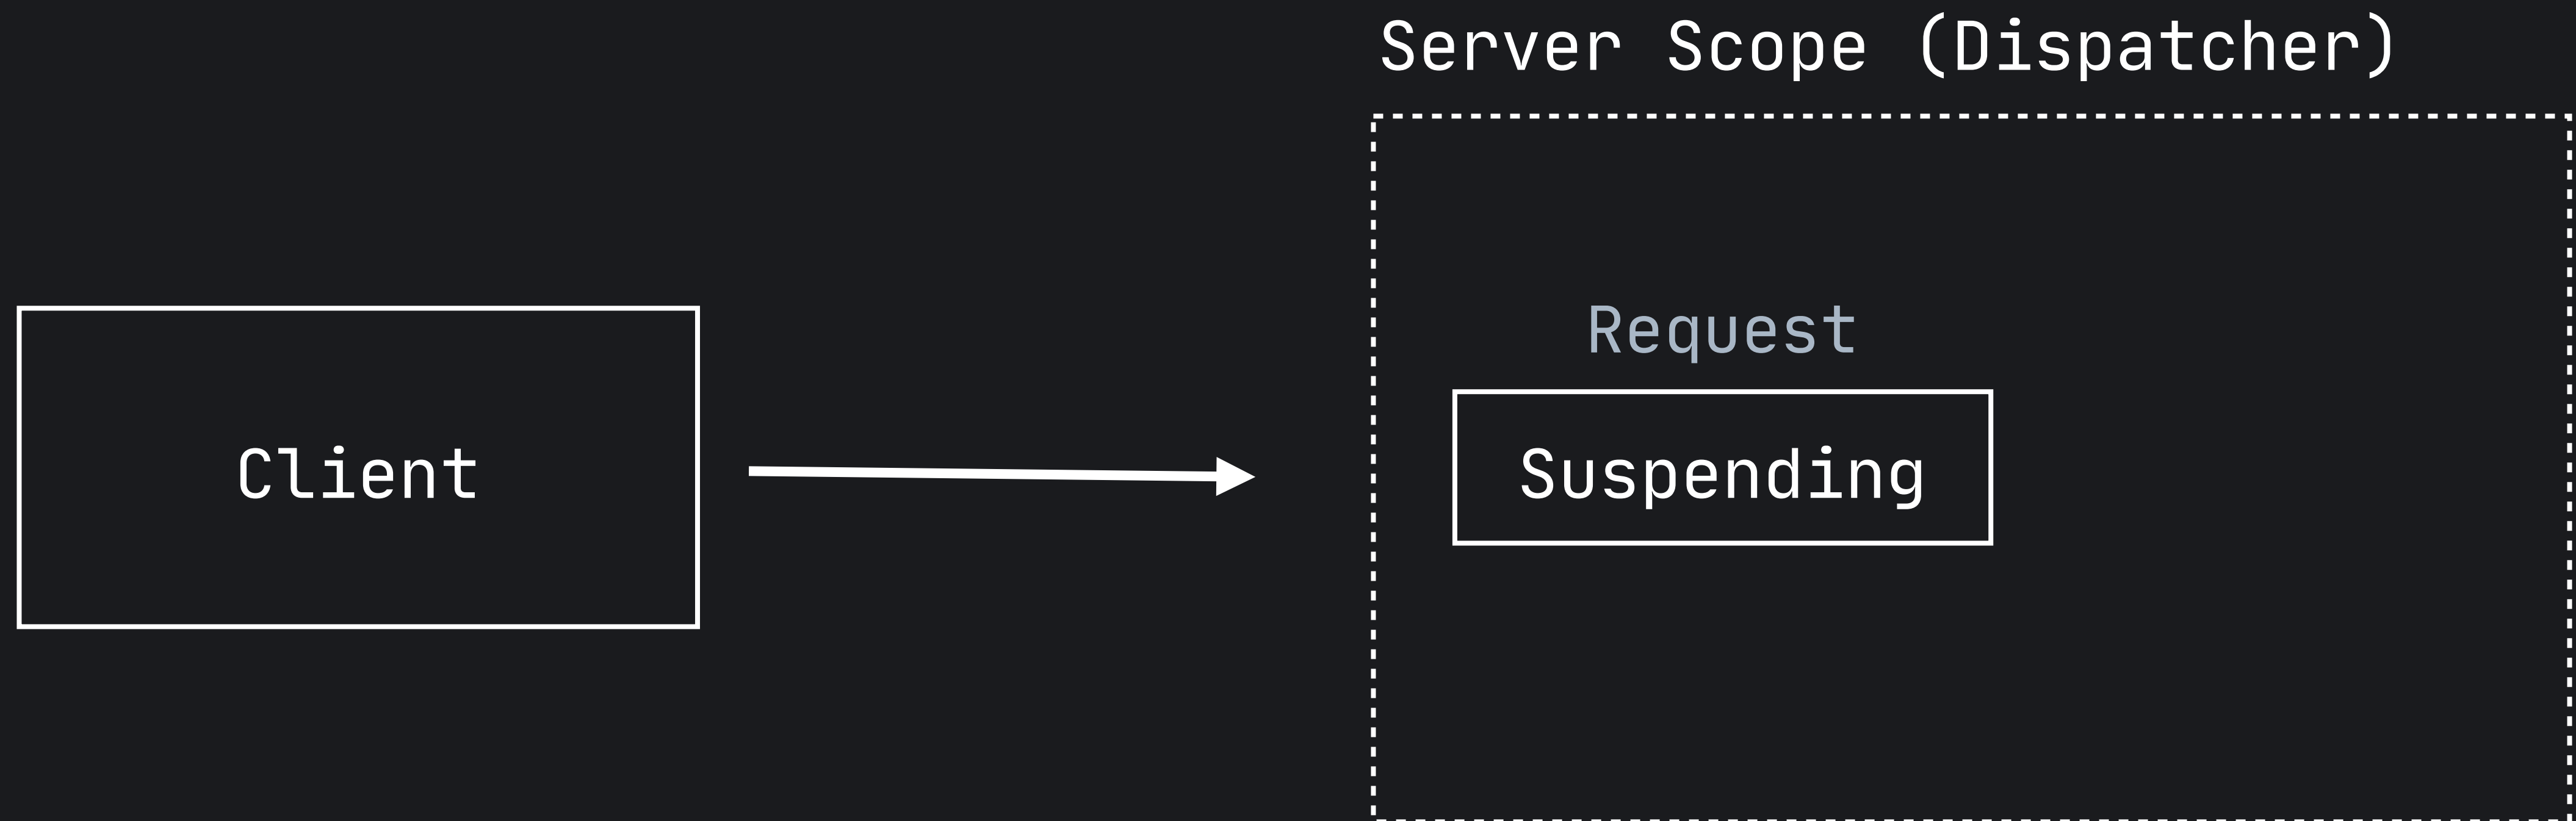 Server Scope (Dispatcher)
Request
Client
Suspending